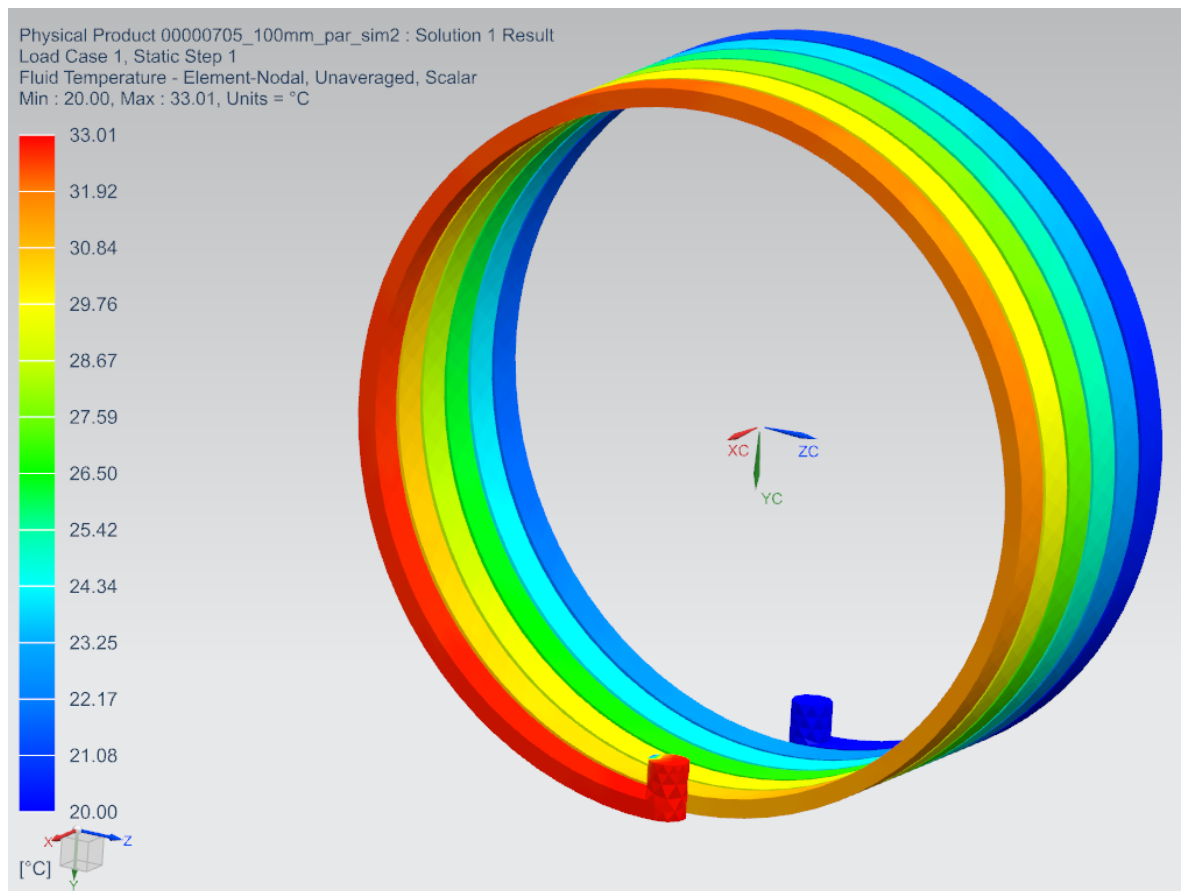 Physical Product 00000705_100mm_par_sim2 : Solution 1 Result
Load Case 1, Static Step 1
Fluid Temperature - Element-Nodal, Unaveraged, Scalar
Min : 20.00, Max : 33.01, Units = °C
33.01
31.92
30.84
29.76
28.67
27.59
26.50
25.42
24.34
23.25
22.17
21.08
20.00
[°C]
XC
ZC
YC
X
Z
Y